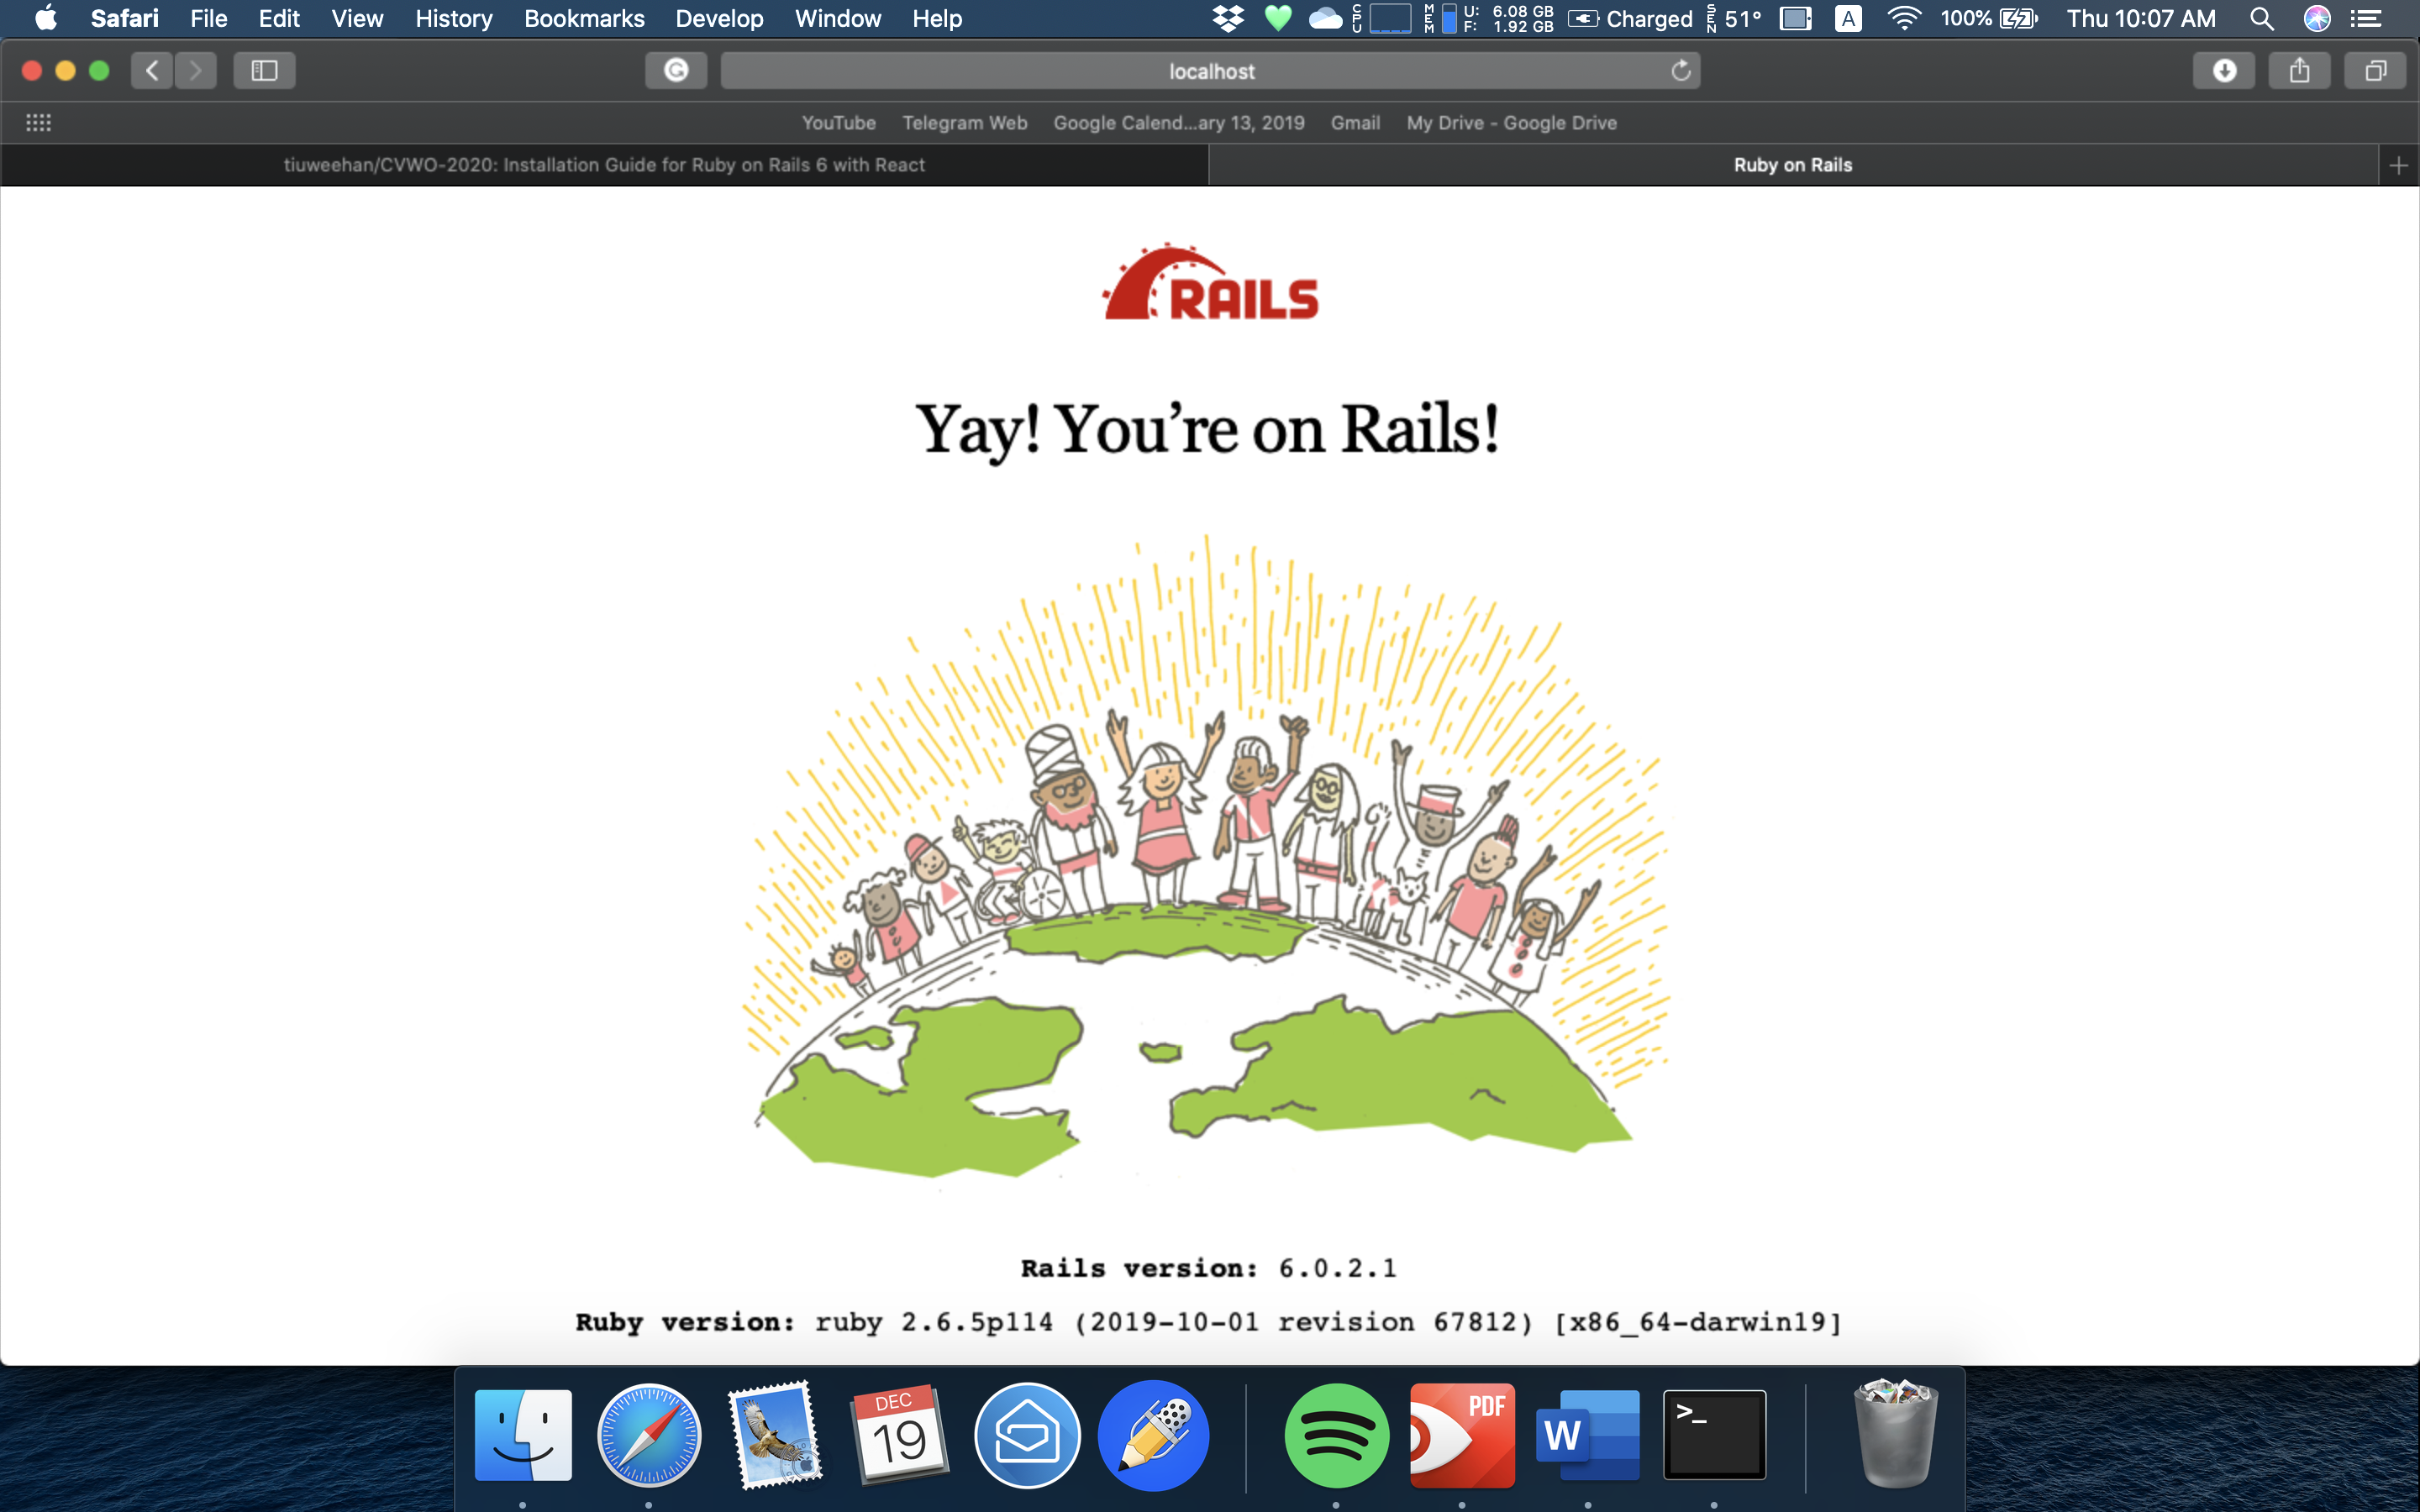 Safari File Edit View History Bookmarks Develop Window Help CPU MEM U: 6.08 GB F: 1.92 GB Charged SEN 51° A 100% Thu 10:07 AM
localhost
YouTube Telegram Web Google Calend...ary 13, 2019 Gmail My Drive - Google Drive
tiuweehan/CVWO-2020: Installation Guide for Ruby on Rails 6 with React Ruby on Rails
RAILS
Yay! You’re on Rails!
Rails version: 6.0.2.1
Ruby version: ruby 2.6.5p114 (2019-10-01 revision 67812) [x86_64-darwin19]
DEC
19
PDF
W
>_